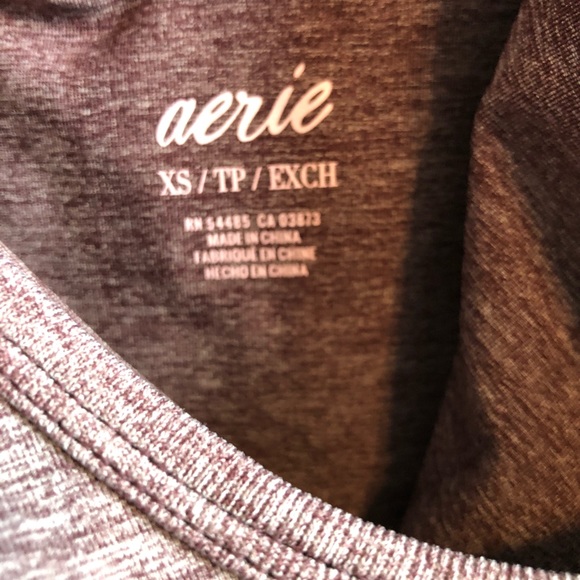 aerie
XS / TP / EXCH
RN 54485 CA 03873
MADE IN CHINA
FABRIQUÉ EN CHINE
HECHO EN CHINA